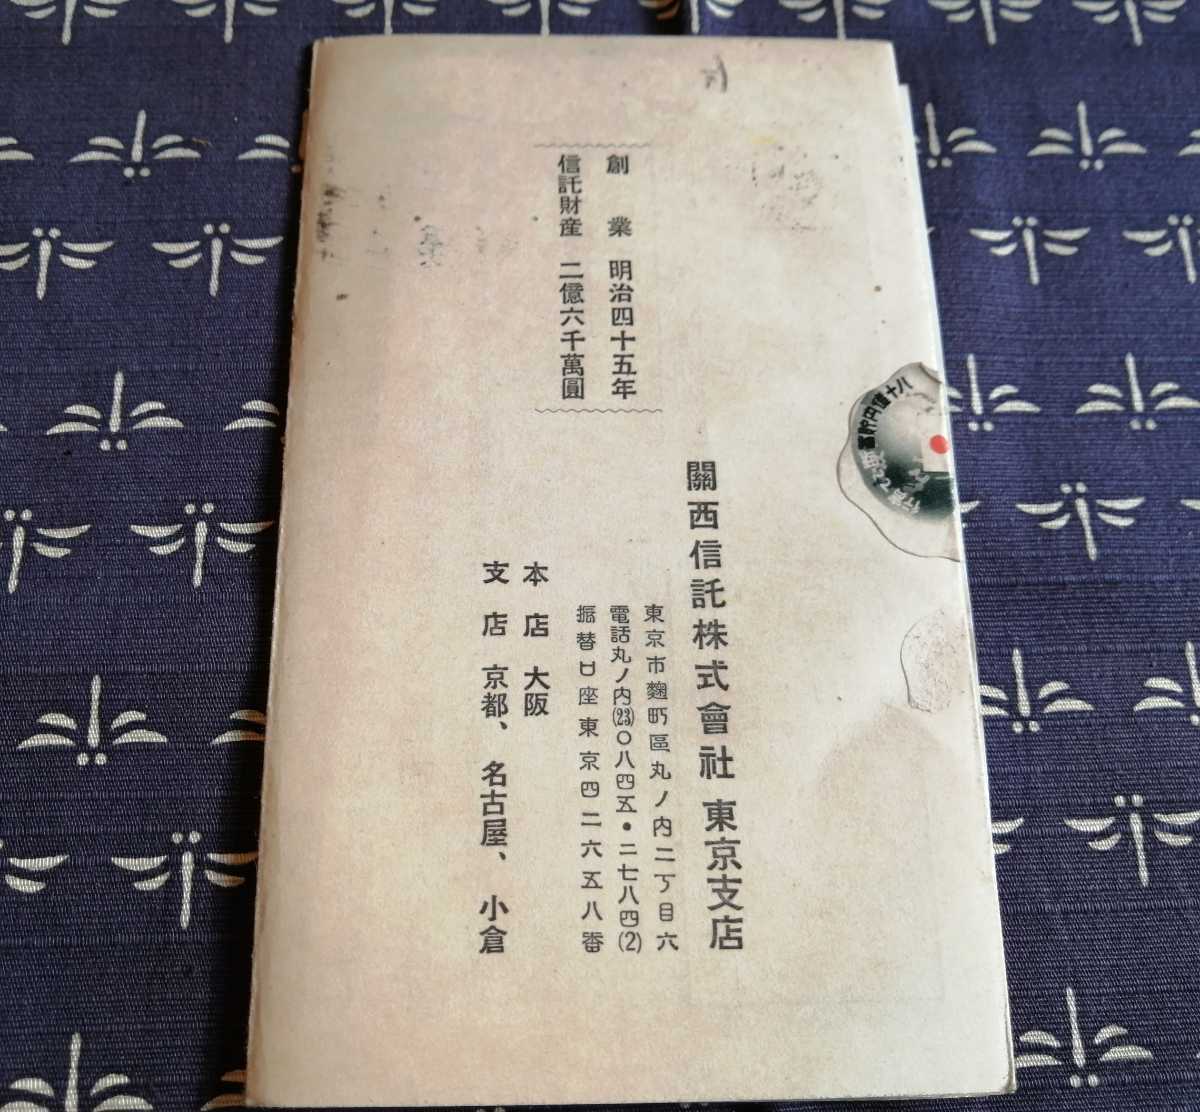 創業 明治四十五年
信託財産 二億六千萬圓
關西信託株式會社 東京支店
東京市麴町區丸ノ内二丁目六
電話丸ノ内(23)〇八四五・二七八四(2)
振替口座東京四二六五八番
本店 大阪
支店 京都、名古屋、小倉